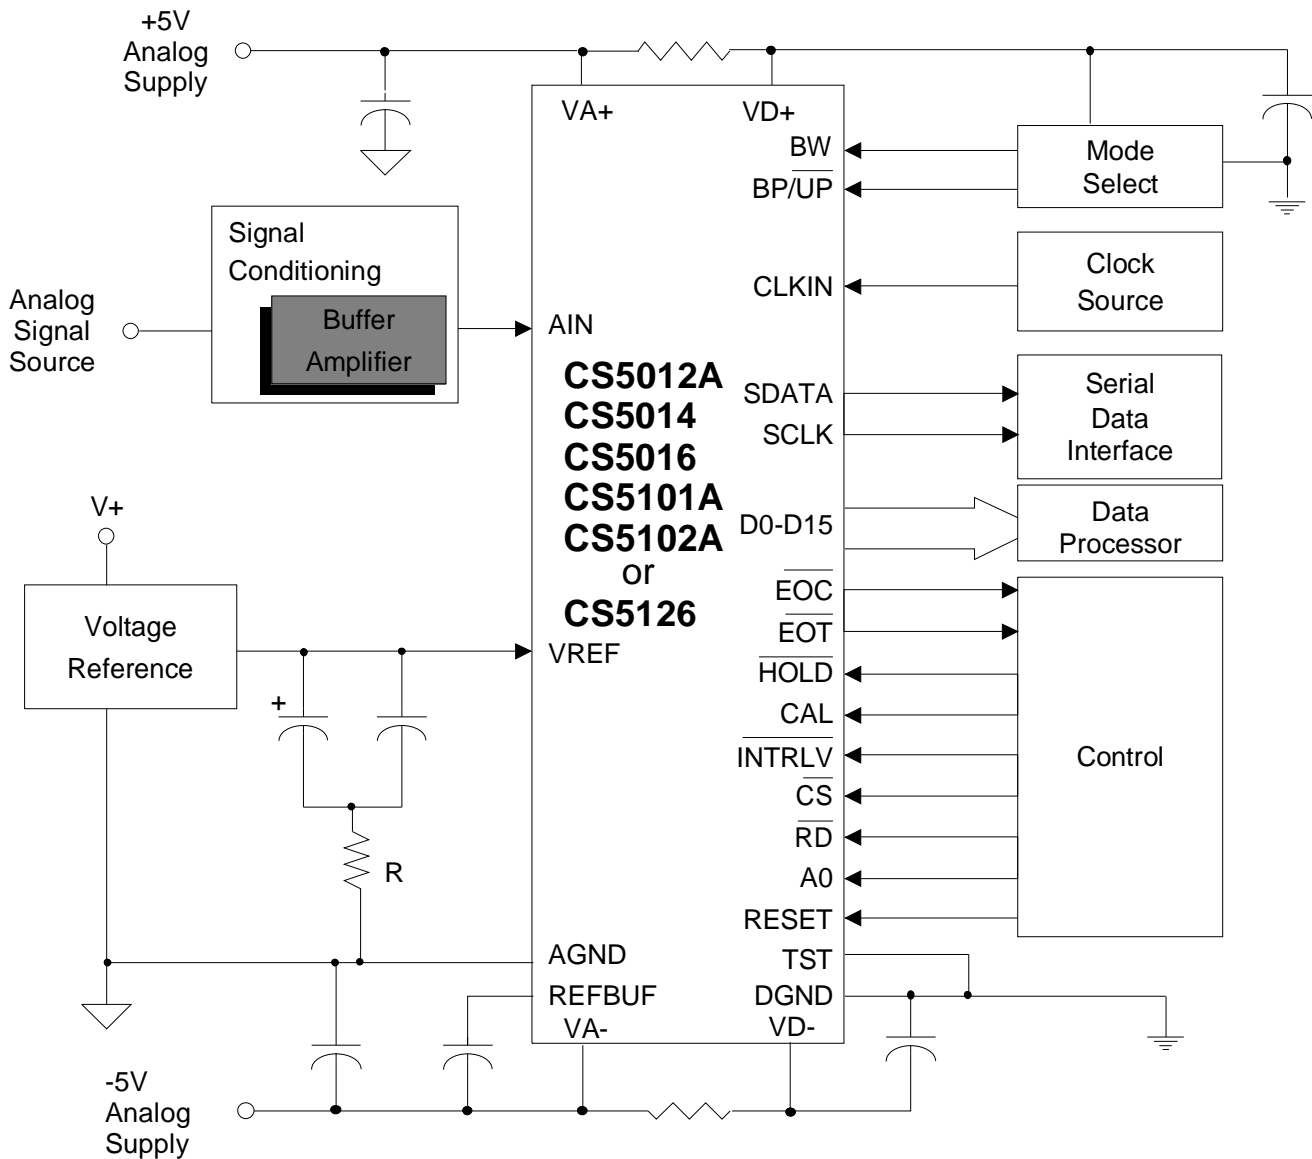 +5V
Analog
Supply
VA+
VD+
BW
BP/UP
Mode
Select
Signal
Conditioning
Buffer
Amplifier
Analog
Signal
Source
AIN
CLKIN
Clock
Source
CS5012A
CS5014
CS5016
CS5101A
CS5102A
or
CS5126
SDATA
SCLK
Serial
Data
Interface
D0-D15
Data
Processor
V+
Voltage
Reference
VREF
+
R
EOC
EOT
HOLD
CAL
INTRLV
CS
RD
A0
RESET
Control
AGND
REFBUF
VA-
TST
DGND
VD-
-5V
Analog
Supply